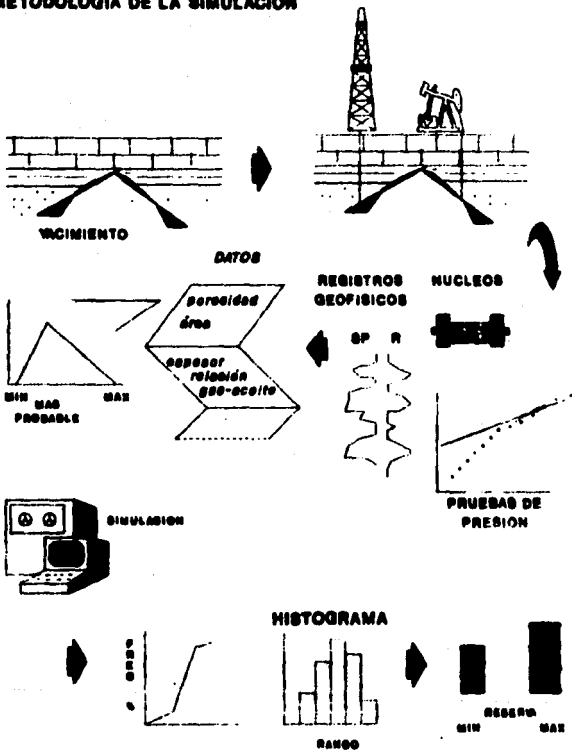 METODOLOGIA DE LA SIMULACION
YACIMIENTO
DATOS
porosidad
área
espesor
relación
gas-aceite
REGISTROS
GEOFISICOS
NUCLEOS
SP R
MIN
MAS
PROBABLE
MAX
PRUEBAS DE
PRESION
SIMULACION
HISTOGRAMA
RANGO
RESERVA
MIN
MAX